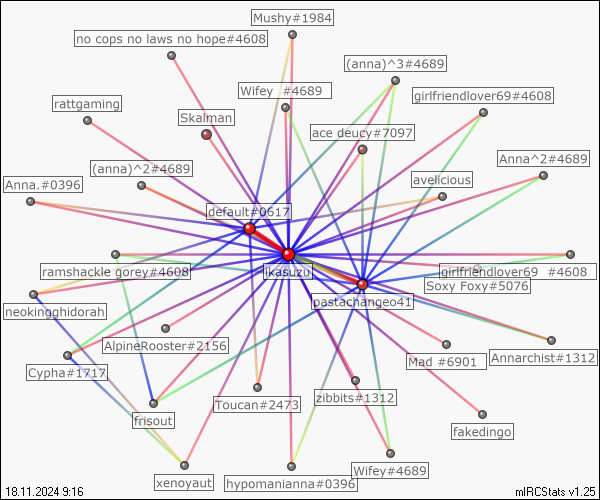 Mushy#1984
no cops no laws no hope#4608
(anna)^3#4689
Wifey #4689
girlfriendlover69#4608
rattgaming
Skalman
ace deucy#7097
(anna)^2#4689
Anna^2#4689
Anna.#0396
avelicious
default#0617
ramshackle gorey#4608
ikasuzu
girlfriendlover69 #4608
Soxy Foxy#5076
neokingghidorah
pastachangeo41
AlpineRooster#2156
Mad #6901
Annarchist#1312
Cypha#1717
Toucan#2473
zibbits#1312
frisout
fakedingo
xenoyaut
hypomanianna#0396
Wifey#4689
18.11.2024 9:16
mIRCStats v1.25